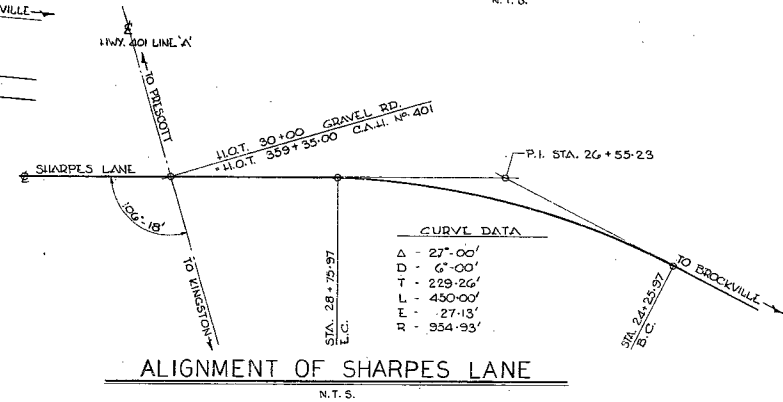 VILLE
N.T.S.
℄
HWY. 401 LINE 'A'
TO PRESCOTT
H.O.T. 30+00 GRAVEL RD.
= H.O.T. 359+35.00 C.A.H. Nº 401
P.I. STA. 26+55.23
℄ SHARPES LANE
106°-18'
TO KINGSTON
STA. 28+75.97
E.C.
CURVE DATA
Δ - 27°-00'
D - 6°-00'
T - 229.26'
L - 450.00'
E - 27.13'
R - 954.93'
TO BROCKVILLE
STA. 24+25.97
B.C.
ALIGNMENT OF SHARPES LANE
N.T.S.